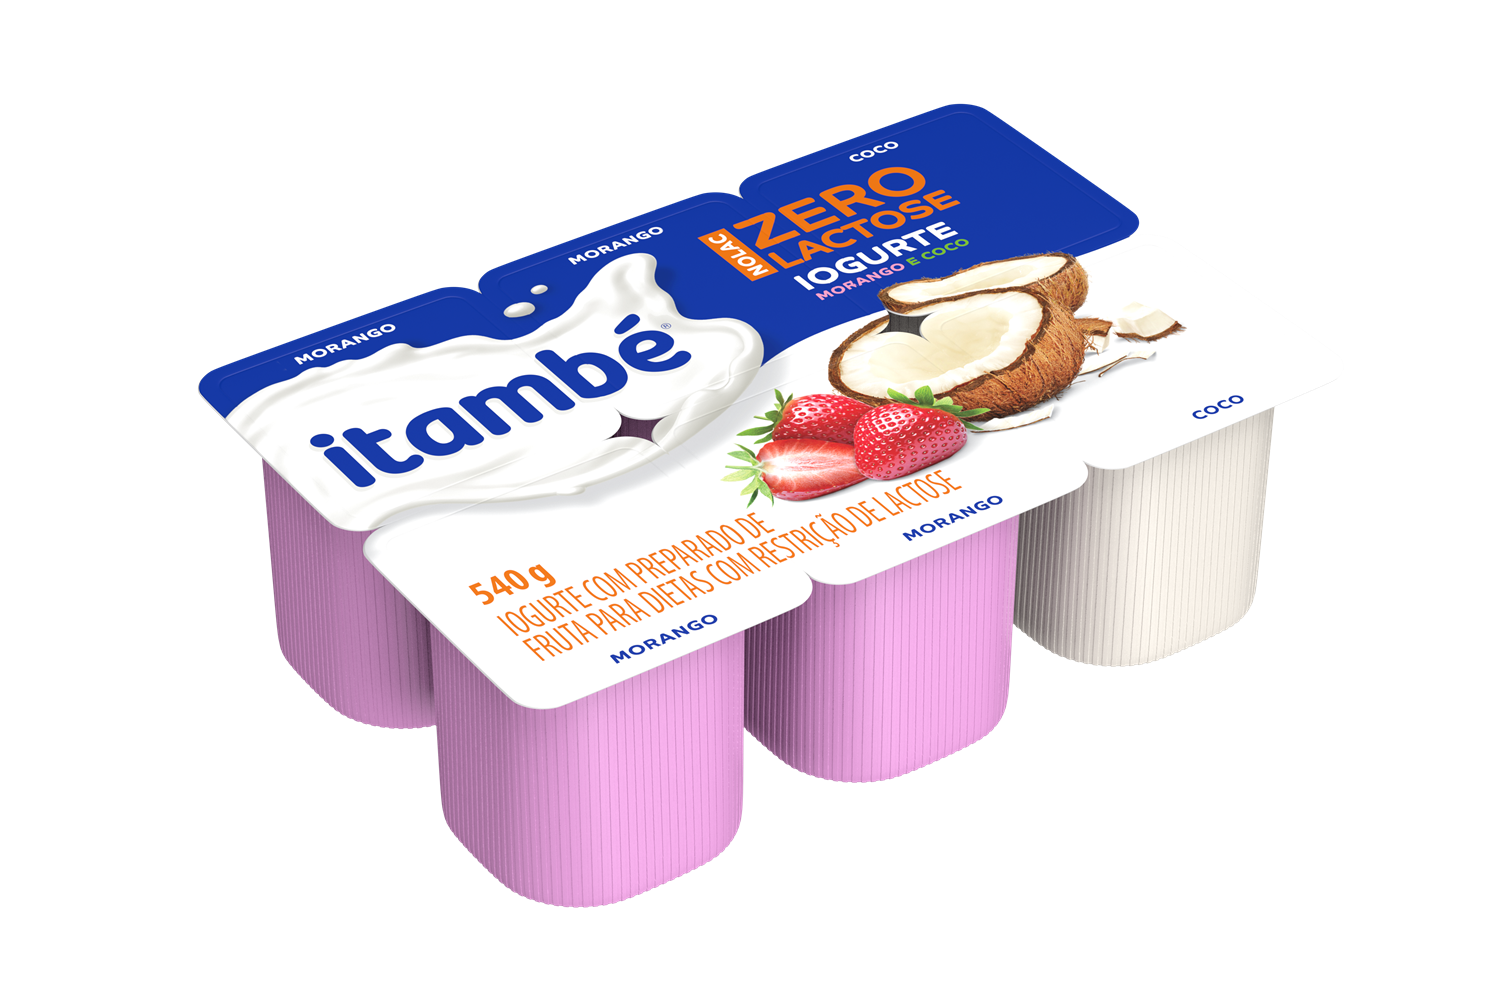 MORANGO
MORANGO
COCO
itambé®
NOLAC
ZERO
LACTOSE
IOGURTE
MORANGO E COCO
540 g
IOGURTE COM PREPARADO DE
FRUTA PARA DIETAS COM RESTRIÇÃO DE LACTOSE
MORANGO
MORANGO
COCO